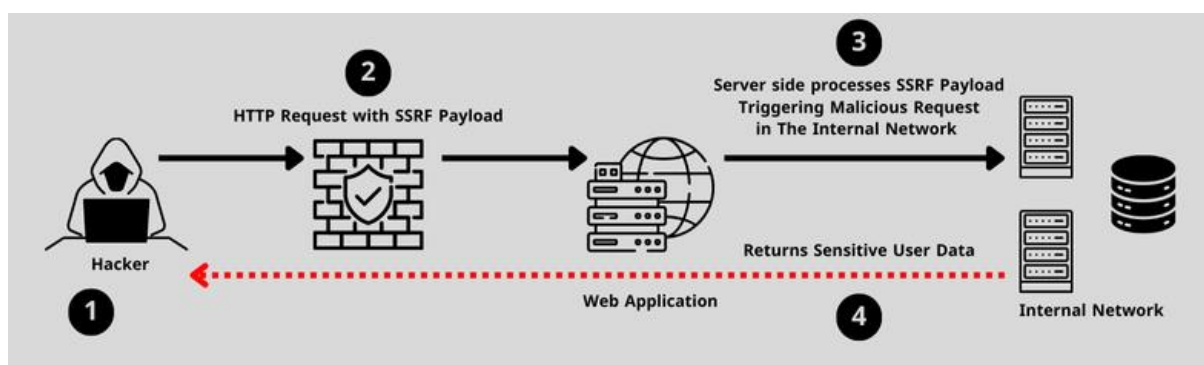 3
2
Server side processes SSRF Payload
Triggering Malicious Request
in The Internal Network
HTTP Request with SSRF Payload
Returns Sensitive User Data
Hacker
1
Web Application
4
Internal Network